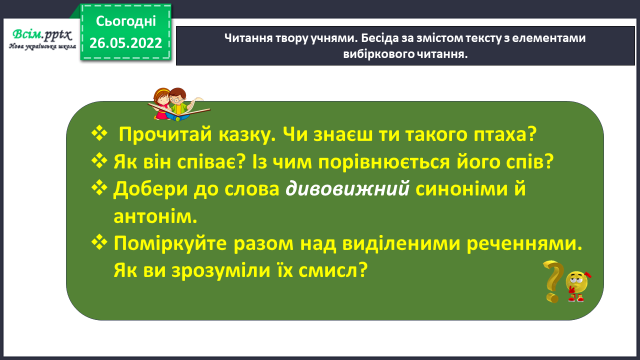 Всім.pptx
Нова українська школа
Сьогодні
26.05.2022
Читання твору учнями. Бесіда за змістом тексту з елементами
вибіркового читання.
❖ Прочитай казку. Чи знаєш ти такого птаха?
❖ Як він співає? Із чим порівнюється його спів?
❖ Добери до слова дивовижний синоніми й
антонім.
❖ Поміркуйте разом над виділеними реченнями.
Як ви зрозуміли їх смисл?